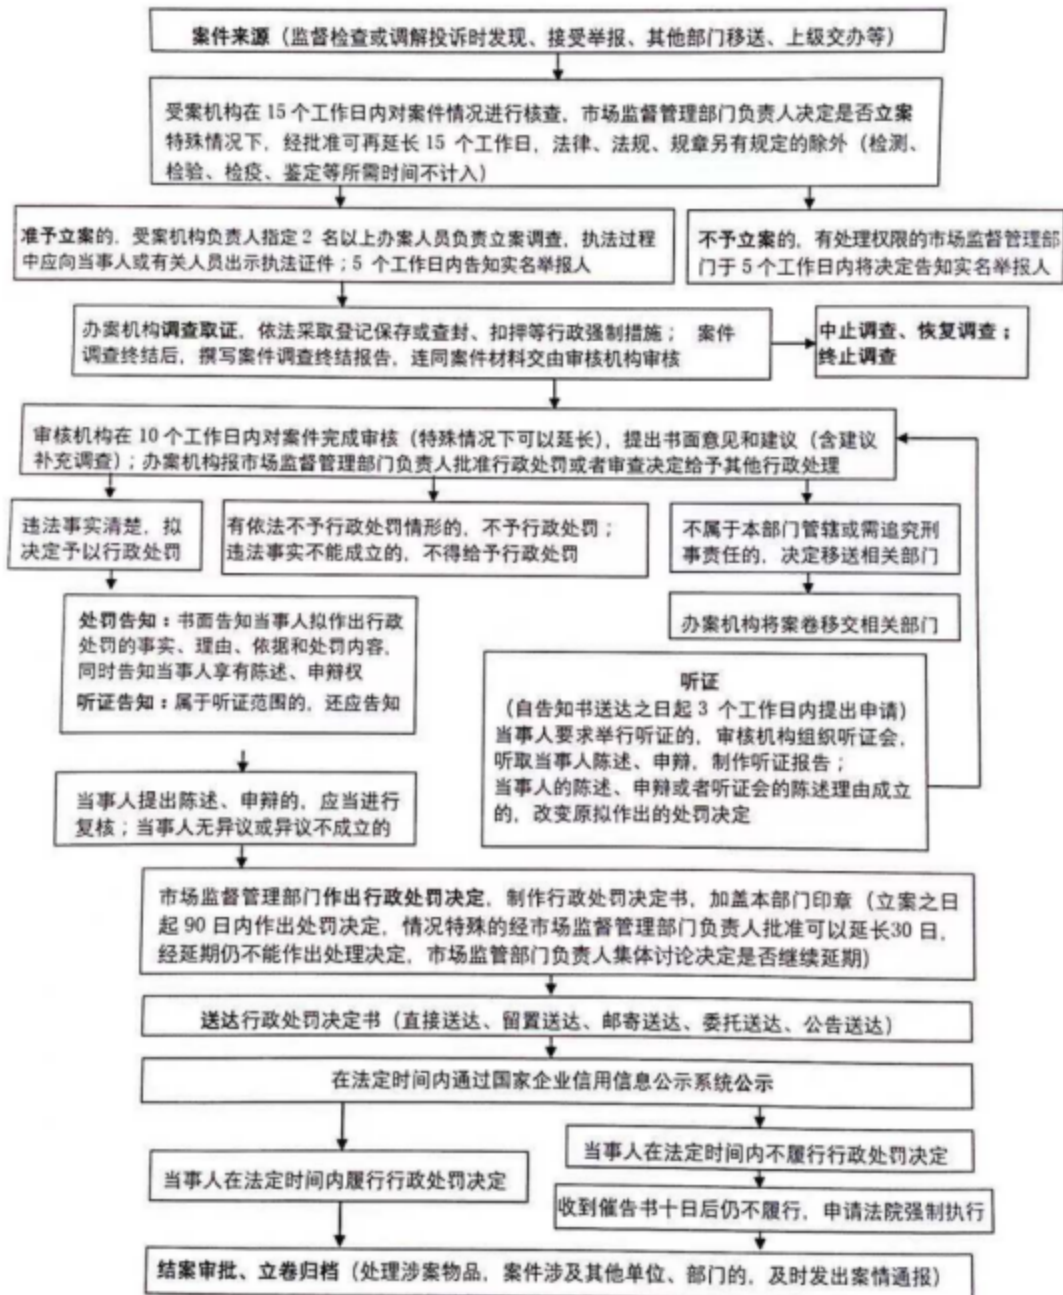 案件来源（监督检查或调解投诉时发现、接受举报、其他部门移送、上级交办等）
受案机构在 15 个工作日内对案件情况进行核查，市场监督管理部门负责人决定是否立案
特殊情况下，经批准可再延长 15 个工作日，法律、法规、规章另有规定的除外（检测、
检验、检疫、鉴定等所需时间不计入）
准予立案的，受案机构负责人指定 2 名以上办案人员负责立案调查，执法过程
中应向当事人或有关人员出示执法证件；5 个工作日内告知实名举报人
不予立案的，有处理权限的市场监督管理部
门于 5 个工作日内将决定告知实名举报人
办案机构调查取证，依法采取登记保存或查封、扣押等行政强制措施； 案件
调查终结后，撰写案件调查终结报告，连同案件材料交由审核机构审核
中止调查、恢复调查；
终止调查
审核机构在 10 个工作日内对案件完成审核（特殊情况下可以延长），提出书面意见和建议（含建议
补充调查）；办案机构报市场监督管理部门负责人批准行政处罚或者审查决定给予其他行政处理
违法事实清楚，拟
决定予以行政处罚
有依法不予行政处罚情形的，不予行政处罚；
违法事实不能成立的，不得给予行政处罚
不属于本部门管辖或需追究刑
事责任的，决定移送相关部门
办案机构将案卷移交相关部门
处罚告知：书面告知当事人拟作出行政
处罚的事实、理由、依据和处罚内容，
同时告知当事人享有陈述、申辩权
听证告知：属于听证范围的，还应告知
听证
（自告知书送达之日起 3 个工作日内提出申请）
当事人要求举行听证的，审核机构组织听证会，
听取当事人陈述、申辩，制作听证报告；
当事人的陈述、申辩或者听证会的陈述理由成立
的，改变原拟作出的处罚决定
当事人提出陈述、申辩的，应当进行
复核；当事人无异议或异议不成立的
市场监督管理部门作出行政处罚决定，制作行政处罚决定书，加盖本部门印章（立案之日
起 90 日内作出处罚决定，情况特殊的经市场监督管理部门负责人批准可以延长30 日，
经延期仍不能作出处理决定，市场监管部门负责人集体讨论决定是否继续延期）
送达行政处罚决定书（直接送达、留置送达、邮寄送达、委托送达、公告送达）
在法定时间内通过国家企业信用信息公示系统公示
当事人在法定时间内履行行政处罚决定
当事人在法定时间内不履行行政处罚决定
收到催告书十日后仍不履行，申请法院强制执行
结案审批、立卷归档（处理涉案物品，案件涉及其他单位、部门的，及时发出案情通报）